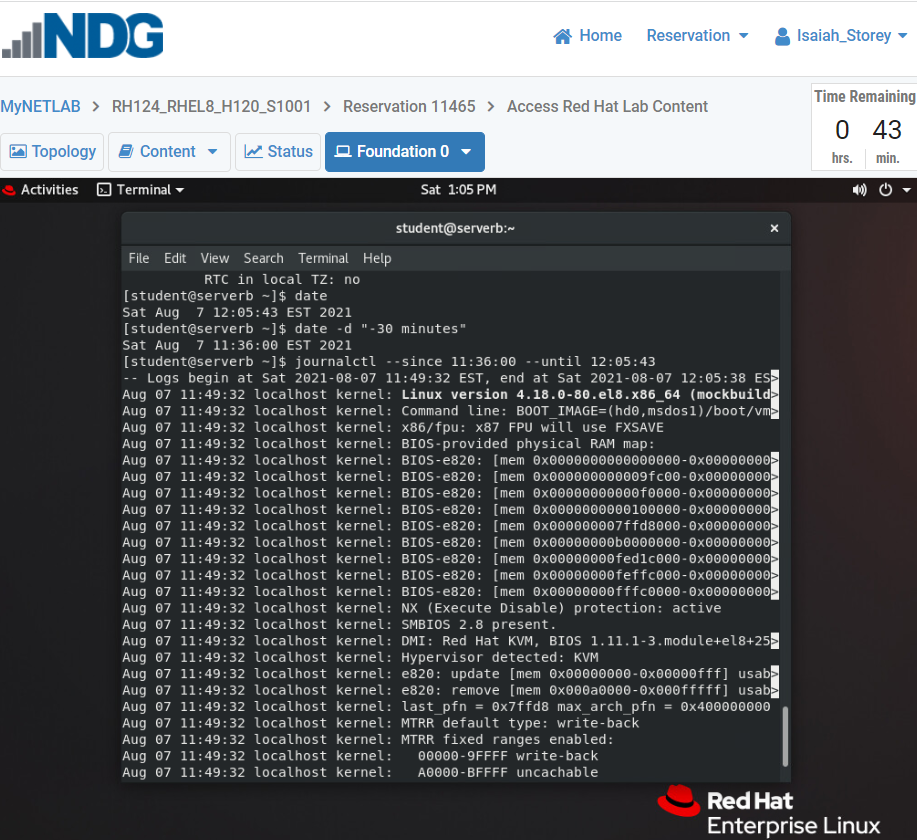 NDG
Home Reservation Isaiah_Storey
MyNETLAB > RH124_RHEL8_H120_S1001 > Reservation 11465 > Access Red Hat Lab Content
Time Remaining
0 43
hrs. min.
Topology Content Status Foundation 0
Activities Terminal Sat 1:05 PM
student@serverb:~ ×
File Edit View Search Terminal Help
RTC in local TZ: no
[student@serverb ~]$ date
Sat Aug  7 12:05:43 EST 2021
[student@serverb ~]$ date -d "-30 minutes"
Sat Aug  7 11:36:00 EST 2021
[student@serverb ~]$ journalctl --since 11:36:00 --until 12:05:43
-- Logs begin at Sat 2021-08-07 11:49:32 EST, end at Sat 2021-08-07 12:05:38 ES>
Aug 07 11:49:32 localhost kernel: Linux version 4.18.0-80.el8.x86_64 (mockbuild>
Aug 07 11:49:32 localhost kernel: Command line: BOOT_IMAGE=(hd0,msdos1)/boot/vm>
Aug 07 11:49:32 localhost kernel: x86/fpu: x87 FPU will use FXSAVE
Aug 07 11:49:32 localhost kernel: BIOS-provided physical RAM map:
Aug 07 11:49:32 localhost kernel: BIOS-e820: [mem 0x0000000000000000-0x00000000>
Aug 07 11:49:32 localhost kernel: BIOS-e820: [mem 0x000000000009fc00-0x00000000>
Aug 07 11:49:32 localhost kernel: BIOS-e820: [mem 0x00000000000f0000-0x00000000>
Aug 07 11:49:32 localhost kernel: BIOS-e820: [mem 0x0000000000100000-0x00000000>
Aug 07 11:49:32 localhost kernel: BIOS-e820: [mem 0x000000007ffd8000-0x00000000>
Aug 07 11:49:32 localhost kernel: BIOS-e820: [mem 0x00000000b0000000-0x00000000>
Aug 07 11:49:32 localhost kernel: BIOS-e820: [mem 0x00000000fed1c000-0x00000000>
Aug 07 11:49:32 localhost kernel: BIOS-e820: [mem 0x00000000feffc000-0x00000000>
Aug 07 11:49:32 localhost kernel: BIOS-e820: [mem 0x00000000fffc0000-0x00000000>
Aug 07 11:49:32 localhost kernel: NX (Execute Disable) protection: active
Aug 07 11:49:32 localhost kernel: SMBIOS 2.8 present.
Aug 07 11:49:32 localhost kernel: DMI: Red Hat KVM, BIOS 1.11.1-3.module+el8+25>
Aug 07 11:49:32 localhost kernel: Hypervisor detected: KVM
Aug 07 11:49:32 localhost kernel: e820: update [mem 0x00000000-0x00000fff] usab>
Aug 07 11:49:32 localhost kernel: e820: remove [mem 0x000a0000-0x000fffff] usab>
Aug 07 11:49:32 localhost kernel: last_pfn = 0x7ffd8 max_arch_pfn = 0x400000000
Aug 07 11:49:32 localhost kernel: MTRR default type: write-back
Aug 07 11:49:32 localhost kernel: MTRR fixed ranges enabled:
Aug 07 11:49:32 localhost kernel:   00000-9FFFF write-back
Aug 07 11:49:32 localhost kernel:   A0000-BFFFF uncachable
Red Hat
Enterprise Linux